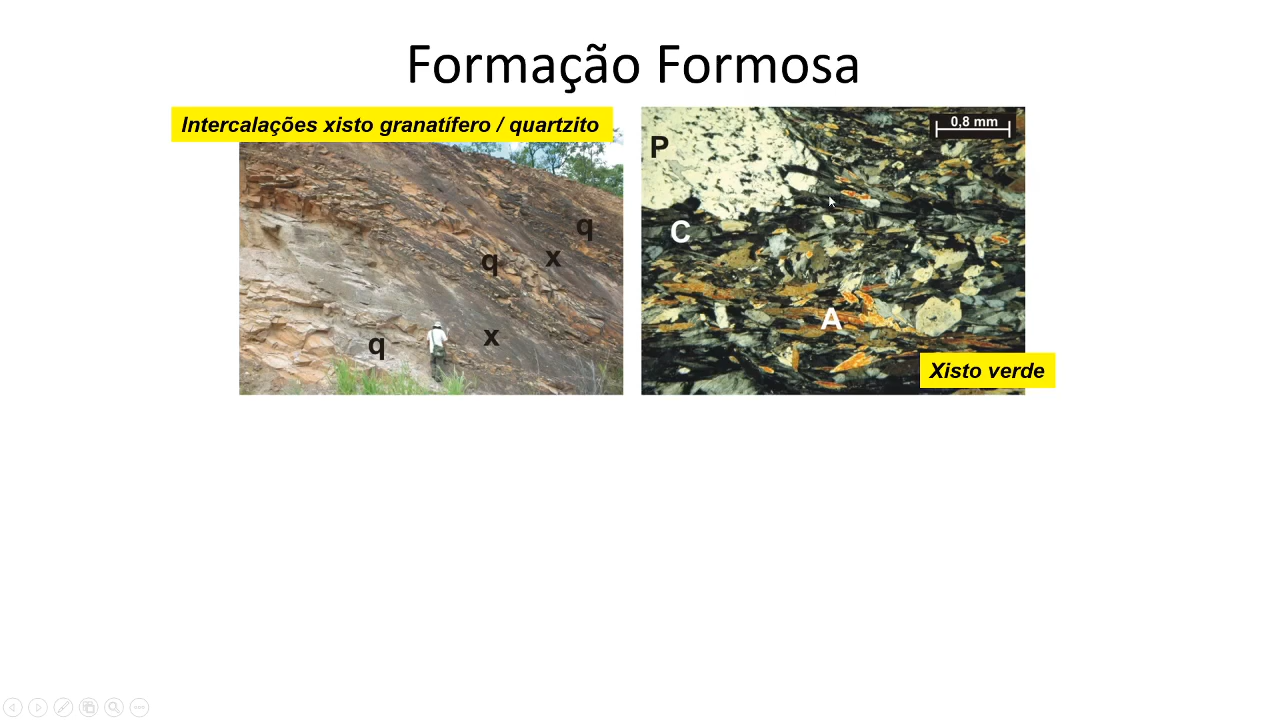 Formação Formosa
Intercalações xisto granatífero / quartzito
q
q
x
x
q
P
0,8 mm
C
A
Xisto verde